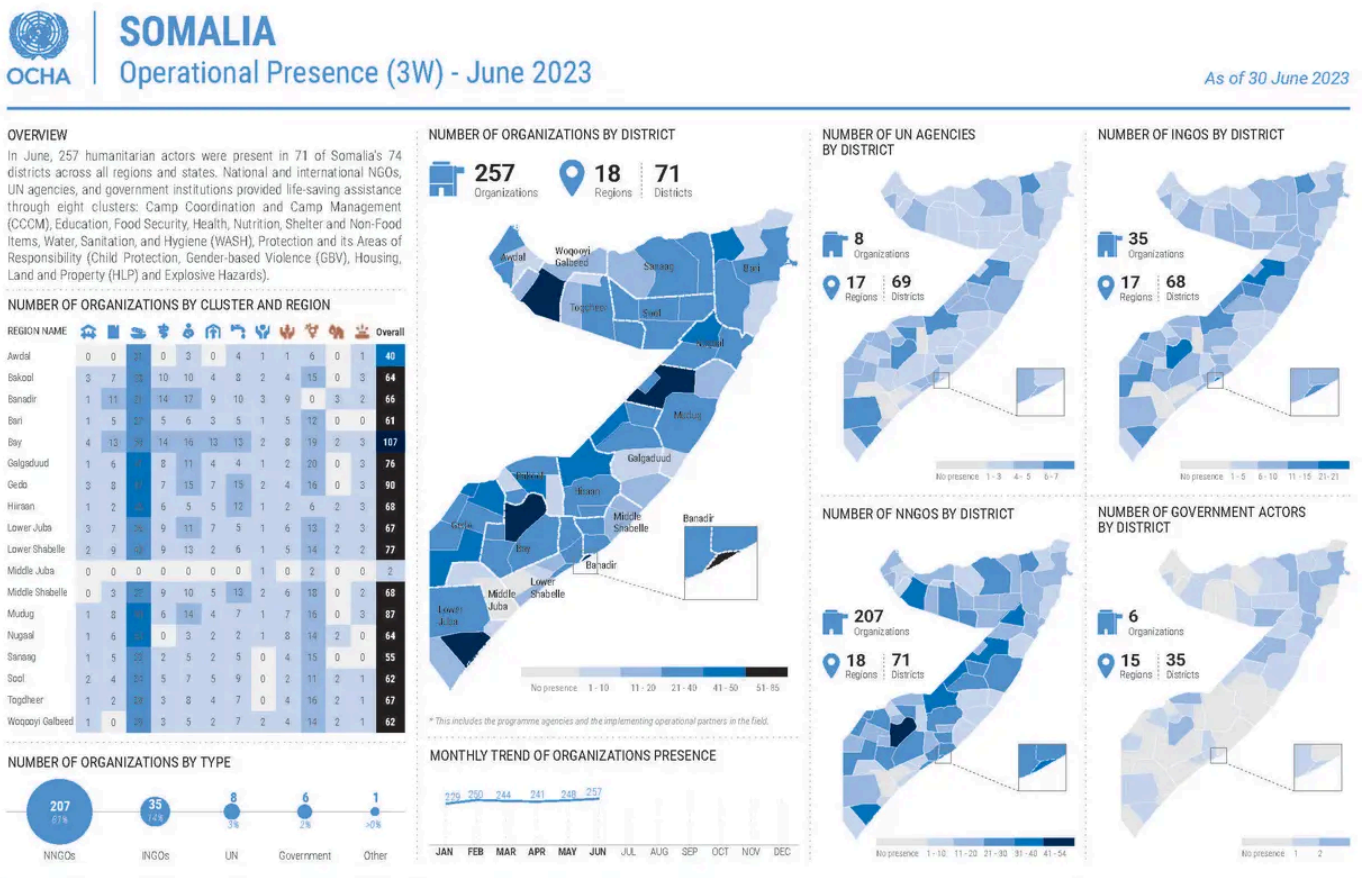 OCHA
SOMALIA
Operational Presence (3W) - June 2023
As of 30 June 2023
OVERVIEW
In June, 257 humanitarian actors were present in 71 of Somalia's 74
districts across all regions and states. National and international NGOs,
UN agencies, and government institutions provided life-saving assistance
through eight clusters: Camp Coordination and Camp Management
(CCCM), Education, Food Security, Health, Nutrition, Shelter and Non-Food
Items, Water, Sanitation, and Hygiene (WASH), Protection and its Areas of
Responsibility (Child Protection, Gender-based Violence (GBV), Housing,
Land and Property (HLP) and Explosive Hazards).
NUMBER OF ORGANIZATIONS BY CLUSTER AND REGION
REGION NAME Overall
Awdal 0 0 0 3 0 4 1 1 6 0 1 40
Bakool 3 7 10 10 4 8 2 4 15 0 3 64
Banadir 1 11 14 17 9 10 3 9 0 3 2 66
Bari 1 5 5 6 3 5 1 5 12 0 0 61
Bay 4 13 14 16 13 13 2 8 19 2 3 107
Galgaduud 1 6 8 11 4 4 1 2 20 0 3 76
Gedo 3 8 7 15 7 15 2 4 16 0 3 90
Hiiraan 1 2 6 5 5 12 1 2 6 2 3 68
Lower Juba 3 7 9 11 7 5 1 6 13 2 3 67
Lower Shabelle 2 9 9 13 2 6 1 5 14 2 2 77
Middle Juba 0 0 0 0 0 0 0 1 0 2 0 0 2
Middle Shabelle 0 3 9 10 5 13 2 6 18 0 2 68
Mudug 1 8 6 14 4 7 1 7 16 0 3 87
Nugaal 1 6 0 3 2 2 1 8 14 2 0 64
Sanaag 1 5 2 5 2 5 0 4 15 0 0 55
Sool 2 4 5 7 5 9 0 2 11 2 1 62
Togdheer 1 2 3 8 4 7 0 4 16 2 1 67
Woqooyi Galbeed 1 0 3 5 2 7 2 4 14 2 1 62
NUMBER OF ORGANIZATIONS BY TYPE
207 35 8 6 1
81% 14% 3% 2% >0%
NNGOs INGOs UN Government Other
NUMBER OF ORGANIZATIONS BY DISTRICT
257 Organizations
18 Regions
71 Districts
Awdal
Woqooyi
Galbeed
Togdheer
Sanaag
Sool
Bari
Nugaal
Mudug
Galgaduud
Bakool
Hiiraan
Gedo
Bay
Middle
Shabelle
Banadir
Banadir
Lower
Shabelle
Middle
Juba
Lower
Juba
No presence 1 - 10 11 - 20 21 - 40 41 - 50 51 - 85
* This includes the programme agencies and the implementing operational partners in the field.
MONTHLY TREND OF ORGANIZATIONS PRESENCE
229 250 244 241 248 257
JAN FEB MAR APR MAY JUN JUL AUG SEP OCT NOV DEC
NUMBER OF UN AGENCIES
BY DISTRICT
8
Organizations
17 69
Regions Districts
No presence 1 - 3 4 - 5 6 - 7
NUMBER OF INGOS BY DISTRICT
35
Organizations
17 68
Regions Districts
No presence 1 - 5 6 - 10 11 - 15 21 - 21
NUMBER OF NNGOS BY DISTRICT
207
Organizations
18 71
Regions Districts
No presence 1 - 10 11 - 20 21 - 30 31 - 40 41 - 54
NUMBER OF GOVERNMENT ACTORS
BY DISTRICT
6
Organizations
15 35
Regions Districts
No presence 1 2